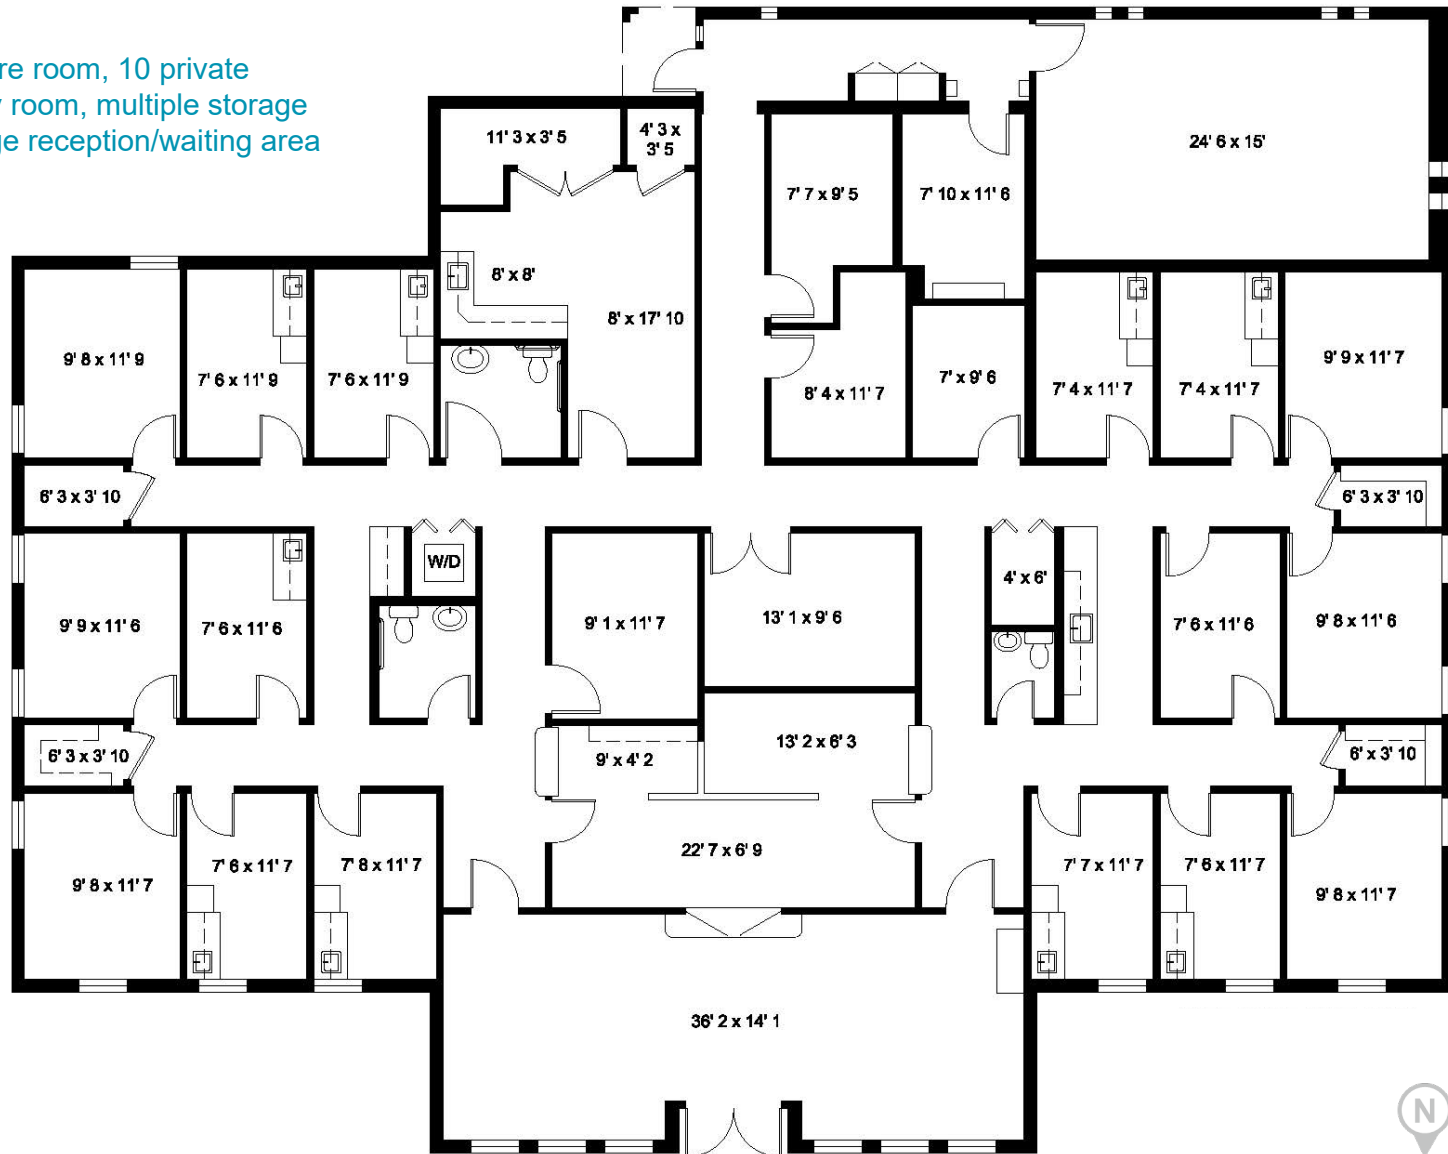 re room, 10 private
y room, multiple storage
ge reception/waiting area
11' 3 x 3' 5
4' 3 x
3' 5
24' 6 x 15'
7' 7 x 9' 5
7' 10 x 11' 6
8' x 8'
8' x 17' 10
9' 8 x 11' 9
7' 6 x 11' 9
7' 6 x 11' 9
8' 4 x 11' 7
7' x 9' 6
7' 4 x 11' 7
7' 4 x 11' 7
9' 9 x 11' 7
6' 3 x 3' 10
6' 3 x 3' 10
W/D
4' x 6'
9' 9 x 11' 6
7' 6 x 11' 6
9' 1 x 11' 7
13' 1 x 9' 6
7' 6 x 11' 6
9' 8 x 11' 6
6' 3 x 3' 10
9' x 4' 2
13' 2 x 6' 3
6' x 3' 10
9' 8 x 11' 7
7' 6 x 11' 7
7' 8 x 11' 7
22' 7 x 6' 9
7' 7 x 11' 7
7' 6 x 11' 7
9' 8 x 11' 7
36' 2 x 14' 1
N